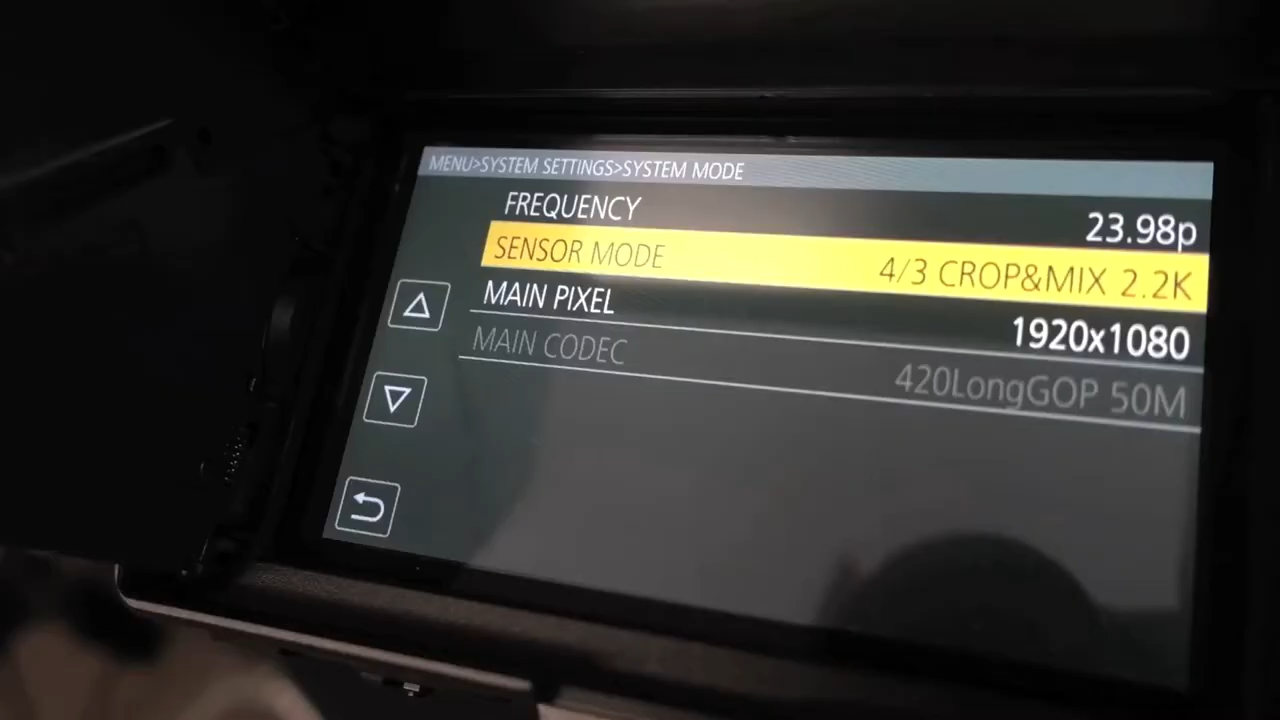 MENU>SYSTEM SETTINGS>SYSTEM MODE
FREQUENCY 23.98p
SENSOR MODE 4/3 CROP&MIX 2.2K
MAIN PIXEL 1920x1080
MAIN CODEC 420LongGOP 50M